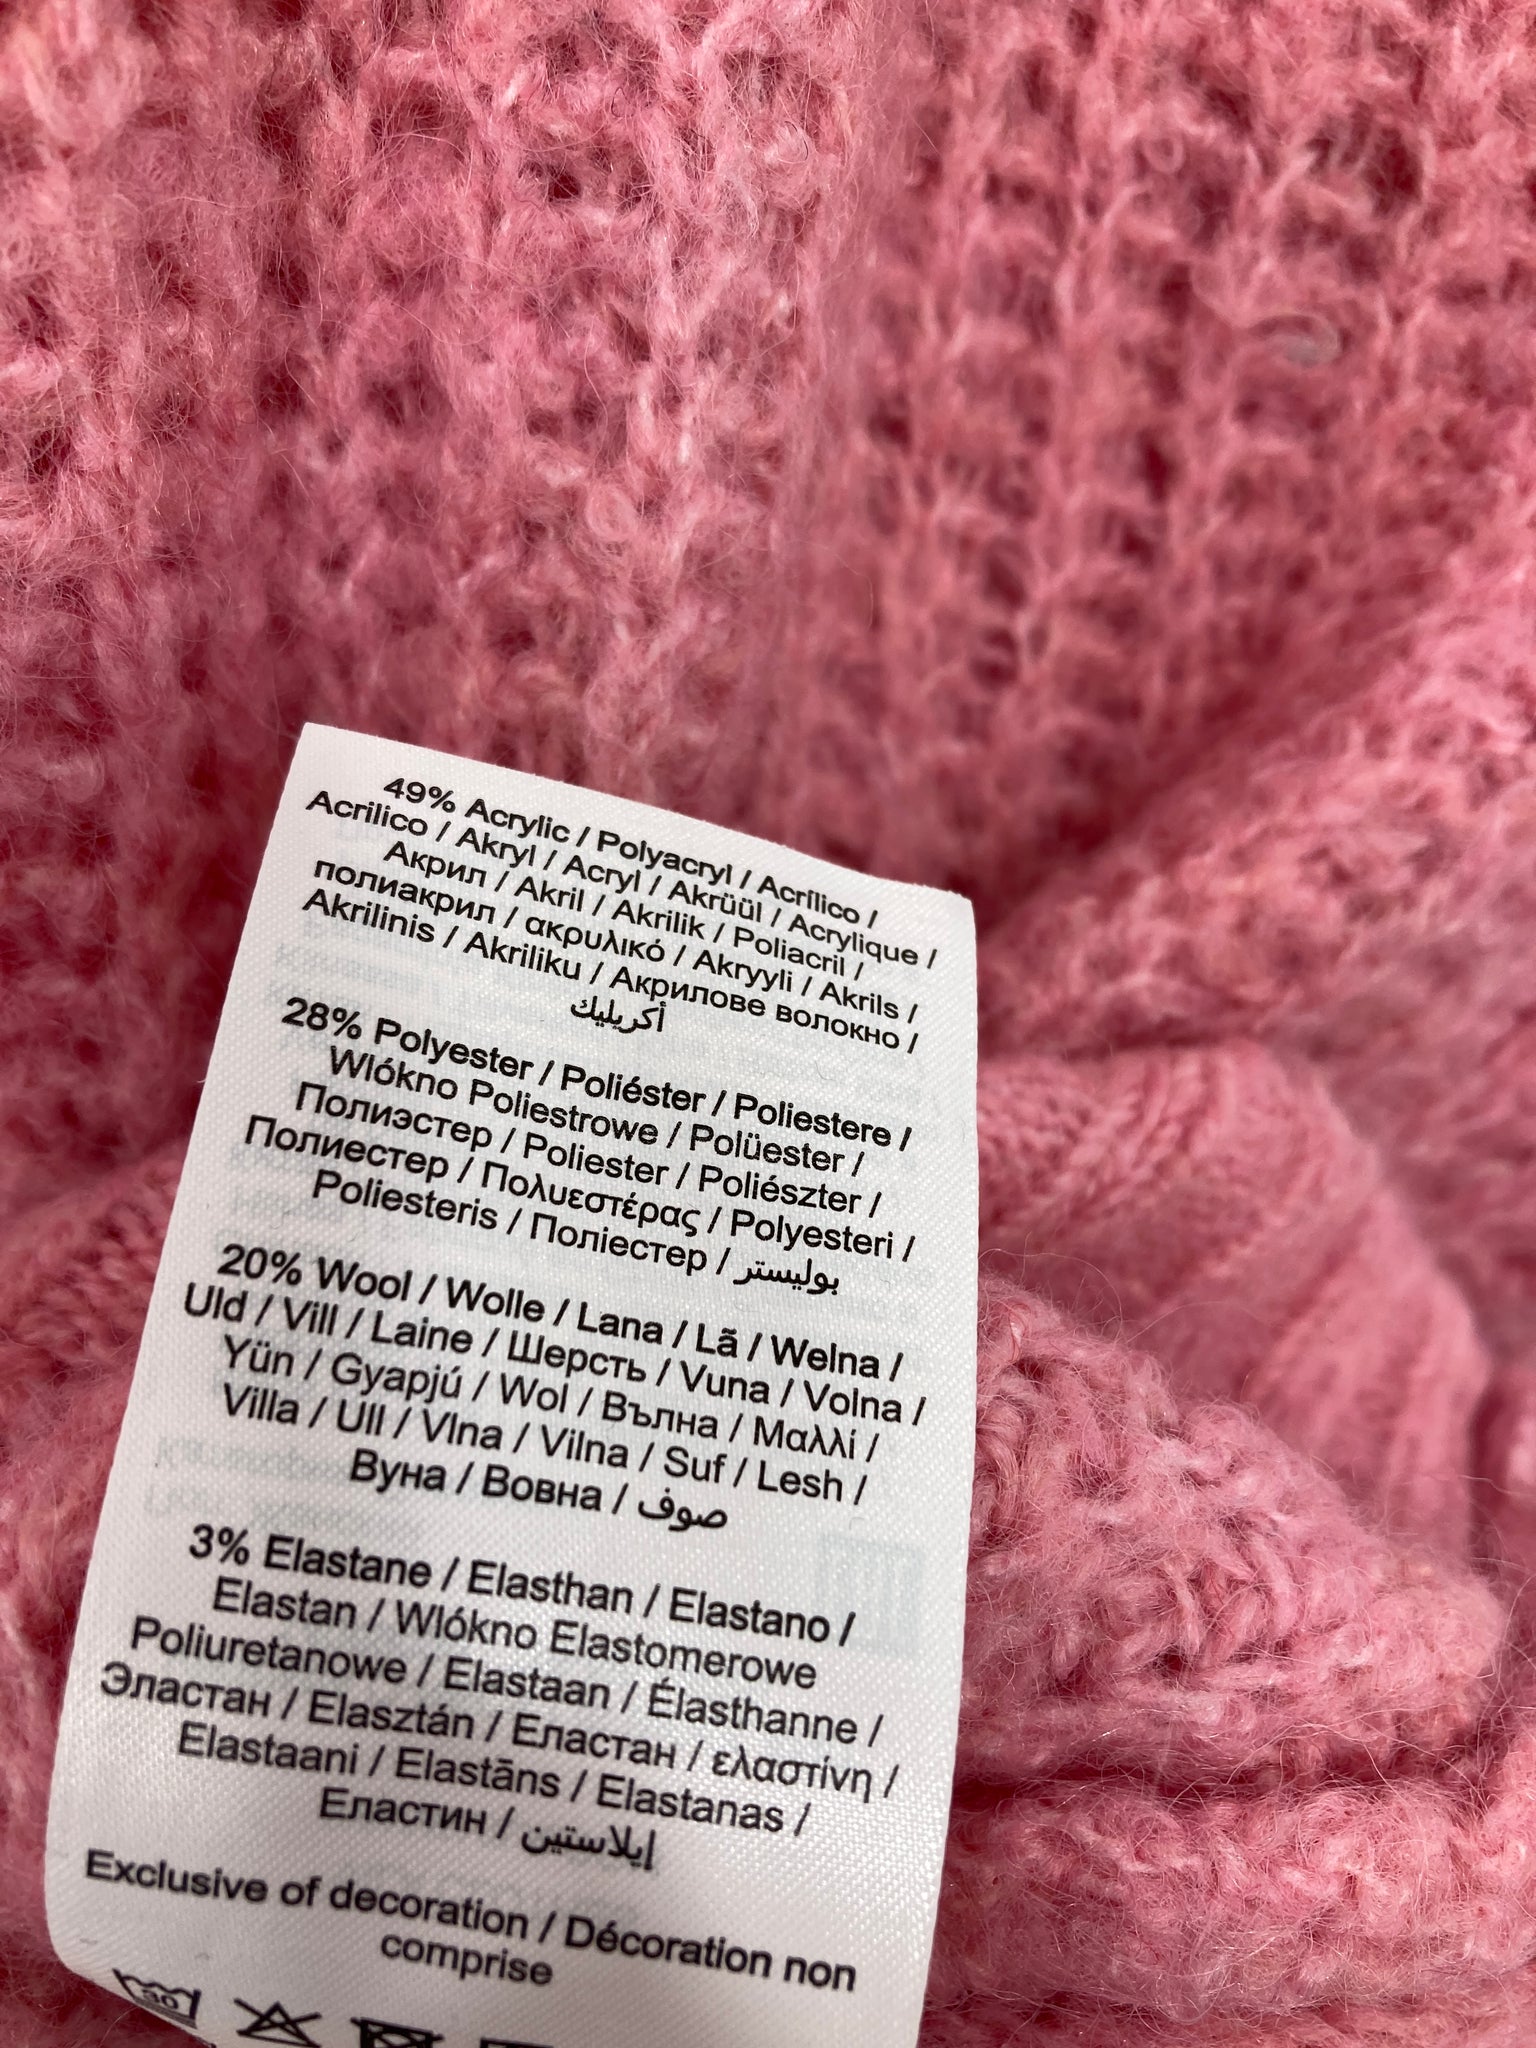 49% Acrylic / Polyacryl / Acrílico /
Acrilico / Akryl / Acryl / Akrüül / Acrylique /
Акрил / Akril / Akrilik / Poliacril /
полиакрил / ακρυλικό / Akryyli / Akrils /
Akrilinis / Akriliku / Акрилове волокно /
أكريليك
28% Polyester / Poliéster / Poliestere /
Wlókno Poliestrowe / Polüester /
Полиэстер / Poliester / Poliészter /
Полиестер / Πολυεστέρας / Polyesteri /
Poliesteris / Поліестер / بوليستر
20% Wool / Wolle / Lana / Lã / Welna /
Uld / Vill / Laine / Шерсть / Vuna / Volna /
Yün / Gyapjú / Wol / Вълна / Μαλλί /
Villa / Ull / Vlna / Vilna / Suf / Lesh /
Вуна / Вовна / صوف
3% Elastane / Elasthan / Elastano /
Elastan / Wlókno Elastomerowe
Poliuretanowe / Elastaan / Élasthanne /
Эластан / Elasztán / Еластан / ελαστίνη /
Elastaani / Elastāns / Elastanas /
Еластин / إيلاستين
Exclusive of decoration / Décoration non
comprise
30